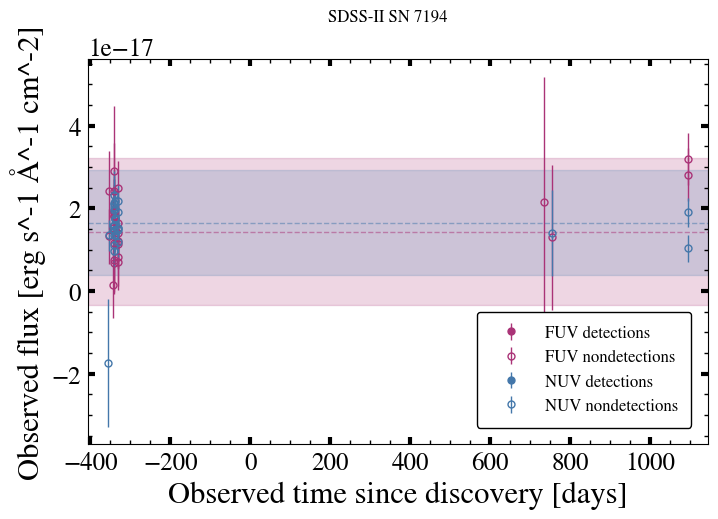 SDSS-II SN 7194
1e−17
Observed flux [erg s^-1 Å^-1 cm^-2]
4
2
0
−2
FUV detections
FUV nondetections
NUV detections
NUV nondetections
−400 −200 0 200 400 600 800 1000
Observed time since discovery [days]